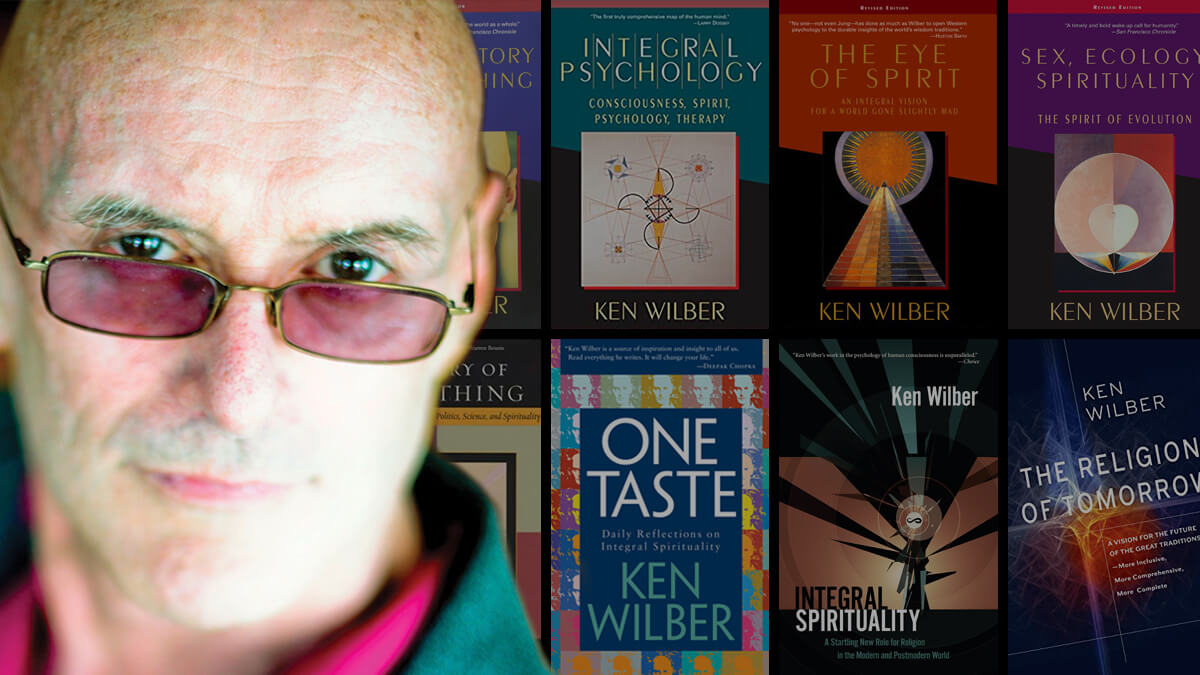 world as a whole."
Francisco Chronicle
TORY
HING
ER
"The first truly comprehensive map of the human mind."
—LARRY DOSSEY
INTEGRAL
PSYCHOLOGY
CONSCIOUSNESS, SPIRIT,
PSYCHOLOGY, THERAPY
KEN WILBER
REVISED EDITION
"No one—not even Jung—has done as much as Wilber to open Western
psychology to the durable insights of the world's wisdom traditions."
—HUSTON SMITH
THE EYE
OF SPIRIT
AN INTEGRAL VISION
FOR A WORLD GONE SLIGHTLY MAD
KEN WILBER
REVISED EDITION
"A timely and bold wake-up call for humanity."
—San Francisco Chronicle
SEX, ECOLOGY
SPIRITUALITY
THE SPIRIT OF EVOLUTION
KEN WILBER
Warren Bennis
RY OF
THING
Politics, Science, and Spirituality
"Ken Wilber is a source of inspiration and insight to all of us.
Read everything he writes. It will change your life."
—DEEPAK CHOPRA
ONE
TASTE
Daily Reflections on
Integral Spirituality
KEN
WILBER
"Ken Wilber's work in the psychology of human consciousness is unparalleled."
—Choice
Ken Wilber
INTEGRAL
SPIRITUALITY
A Startling New Role for Religion
in the Modern and Postmodern World
KEN
WILBER
THE RELIGION
OF TOMORROW
A VISION FOR THE FUTURE
OF THE GREAT TRADITIONS
—More Inclusive,
More Comprehensive,
More Complete